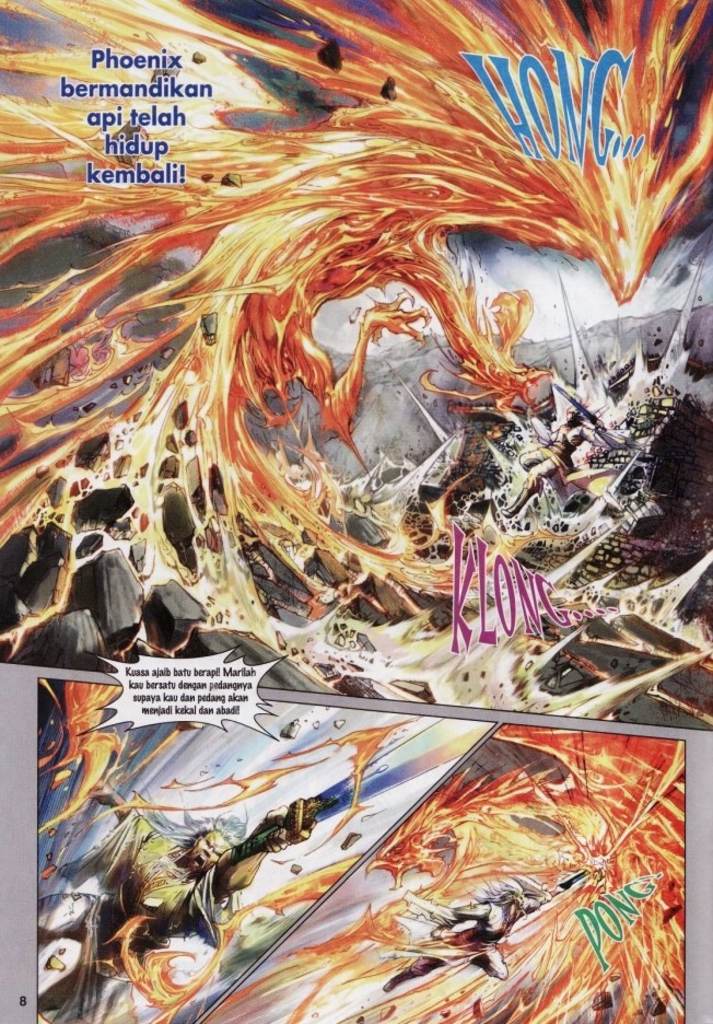 Phoenix
bermandikan
api telah
hidup
kembali!
HONG...
KLONG.....
Kuasa ajaib batu berapi! Marilah
kau bersatu dengan pedangnya
supaya kau dan pedang akan
menjadi kekal dan abadi!
PONG-
8